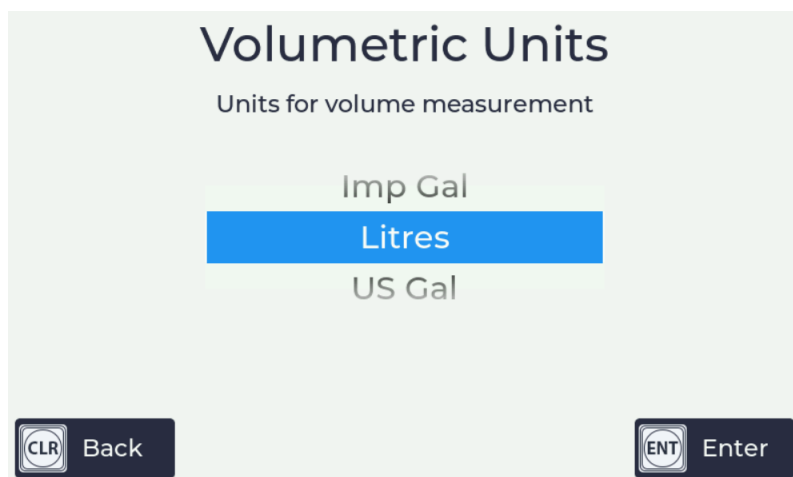 Volumetric Units
Units for volume measurement
Imp Gal
Litres
US Gal
CLR Back
ENT Enter